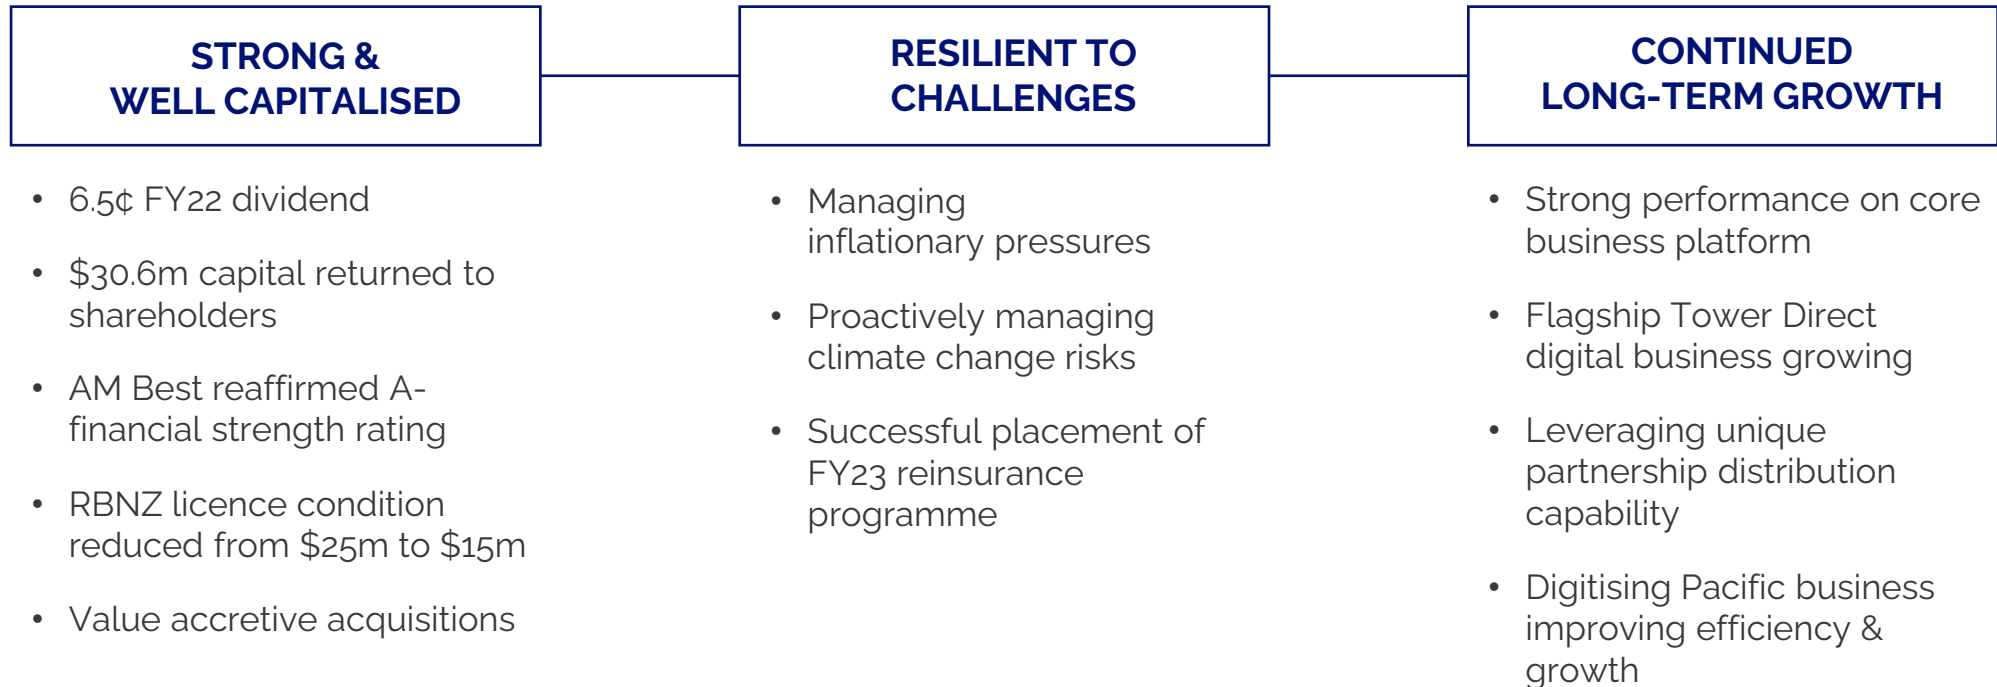 STRONG &
WELL CAPITALISED
• 6.5¢ FY22 dividend
• $30.6m capital returned to
shareholders
• AM Best reaffirmed A-
financial strength rating
• RBNZ licence condition
reduced from $25m to $15m
• Value accretive acquisitions
RESILIENT TO
CHALLENGES
• Managing
inflationary pressures
• Proactively managing
climate change risks
• Successful placement of
FY23 reinsurance
programme
CONTINUED
LONG-TERM GROWTH
• Strong performance on core
business platform
• Flagship Tower Direct
digital business growing
• Leveraging unique
partnership distribution
capability
• Digitising Pacific business
improving efficiency &
growth